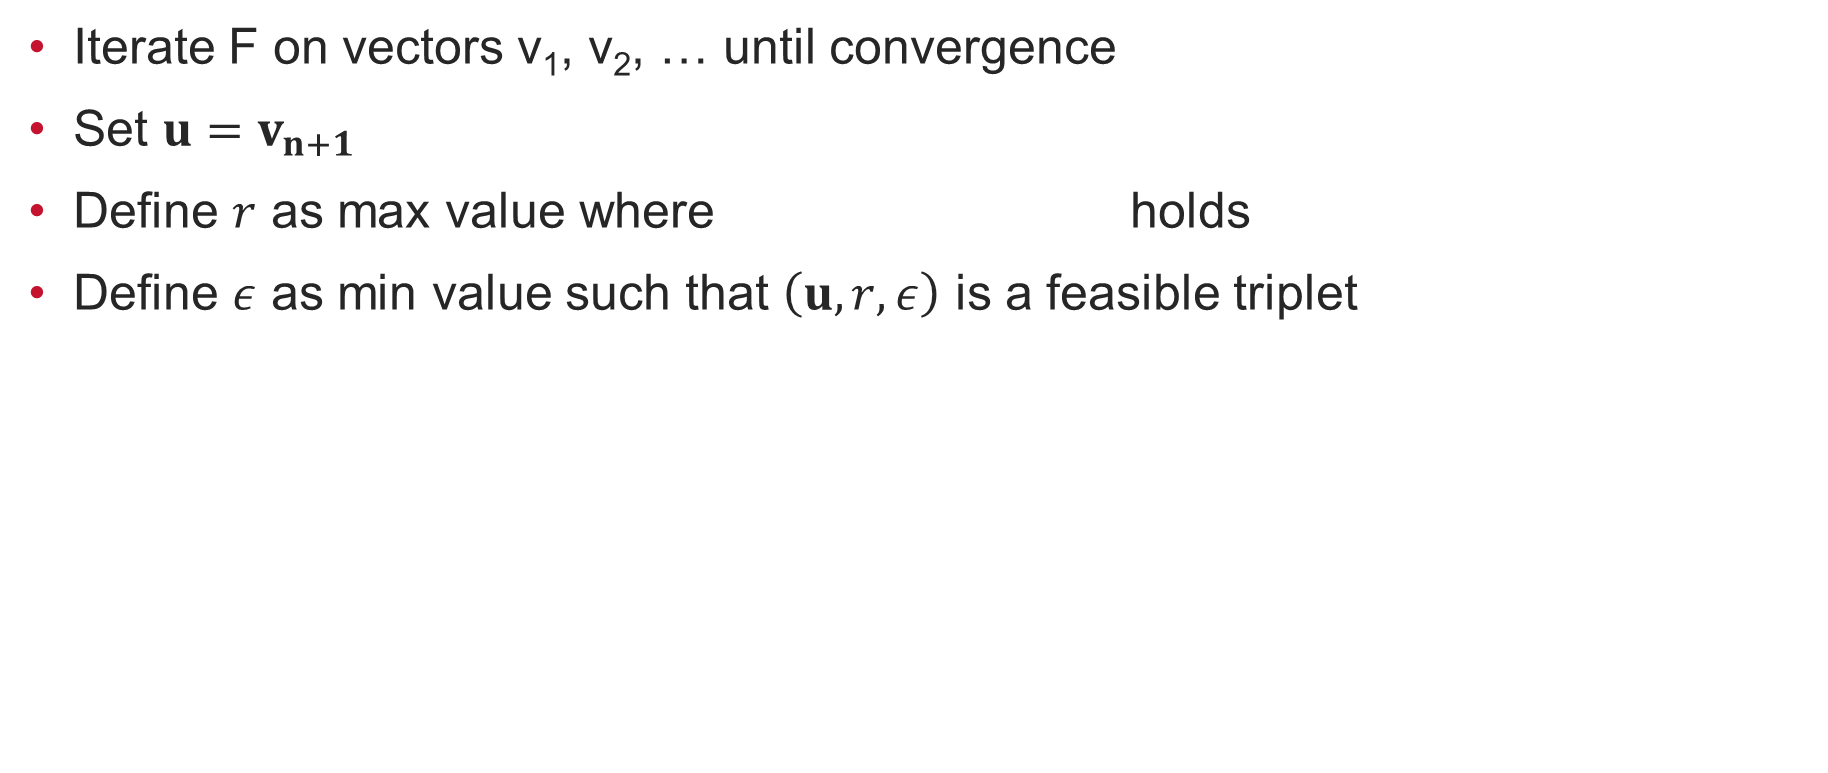 • Iterate F on vectors v₁, v₂, … until convergence
• Set 𝐮 = 𝐯ₙ₊₁
• Define 𝑟 as max value where holds
• Define 𝜖 as min value such that (𝐮, 𝑟, 𝜖) is a feasible triplet